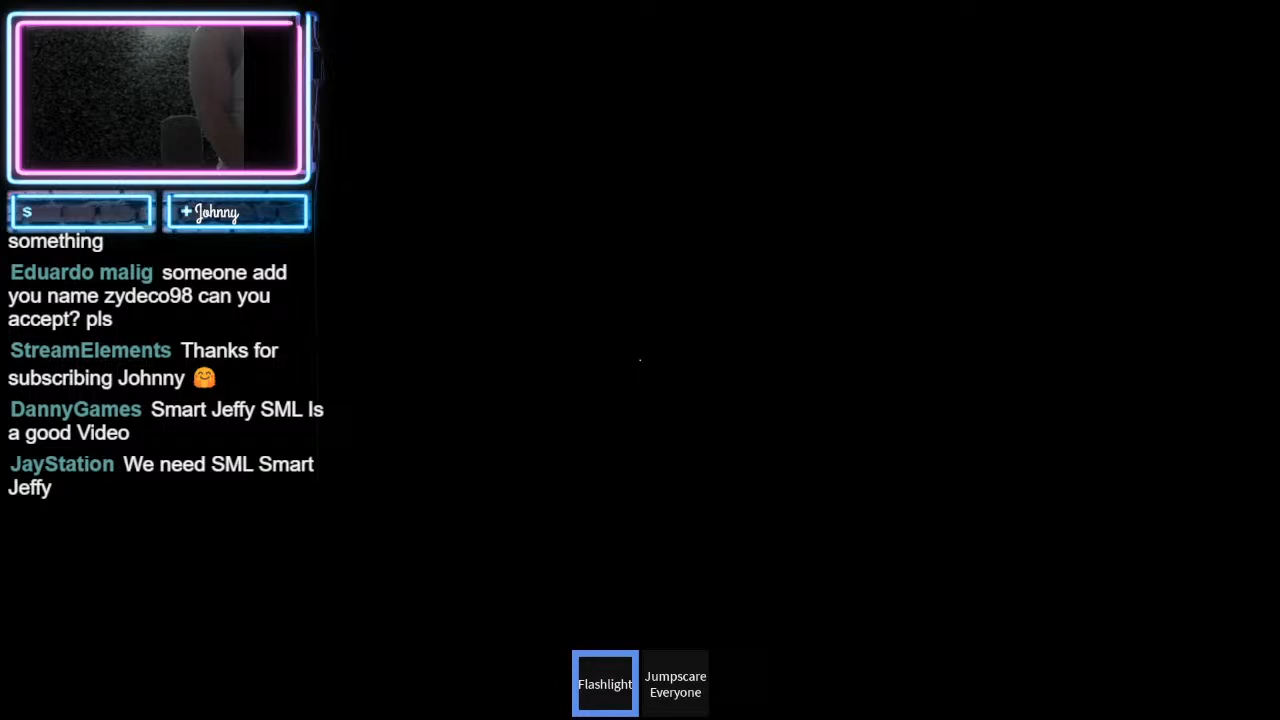 $
+ Johnny
something
Eduardo malig someone add
you name zydeco98 can you
accept? pls
StreamElements Thanks for
subscribing Johnny 🤗
DannyGames Smart Jeffy SML Is
a good Video
JayStation We need SML Smart
Jeffy
Flashlight
Jumpscare
Everyone